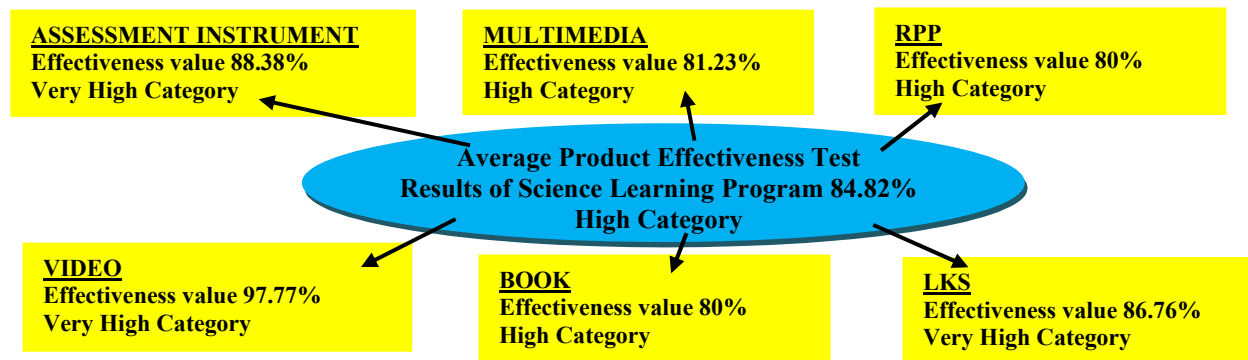 ASSESSMENT INSTRUMENT
Effectiveness value 88.38%
Very High Category
MULTIMEDIA
Effectiveness value 81.23%
High Category
RPP
Effectiveness value 80%
High Category
Average Product Effectiveness Test
Results of Science Learning Program 84.82%
High Category
VIDEO
Effectiveness value 97.77%
Very High Category
BOOK
Effectiveness value 80%
High Category
LKS
Effectiveness value 86.76%
Very High Category